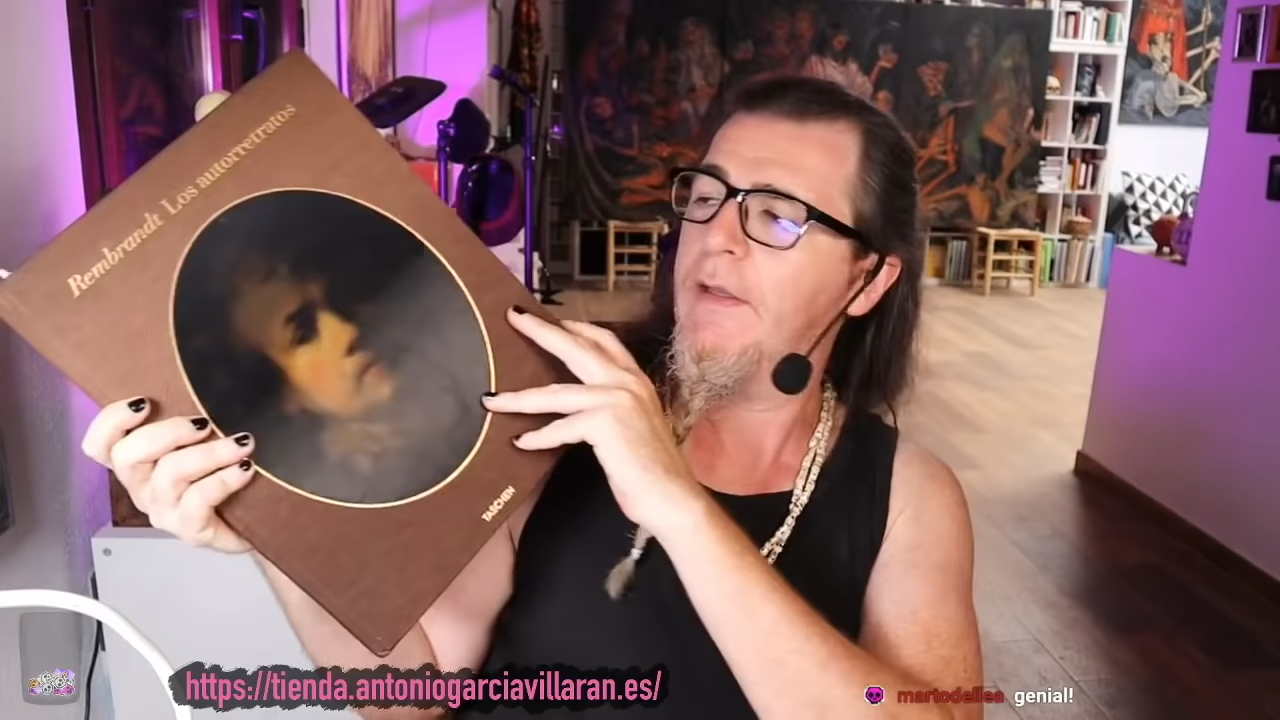 Rembrandt Los autorretratos
TASCHEN
https://tienda.antoniogarciavillaran.es/
martodellea genial!